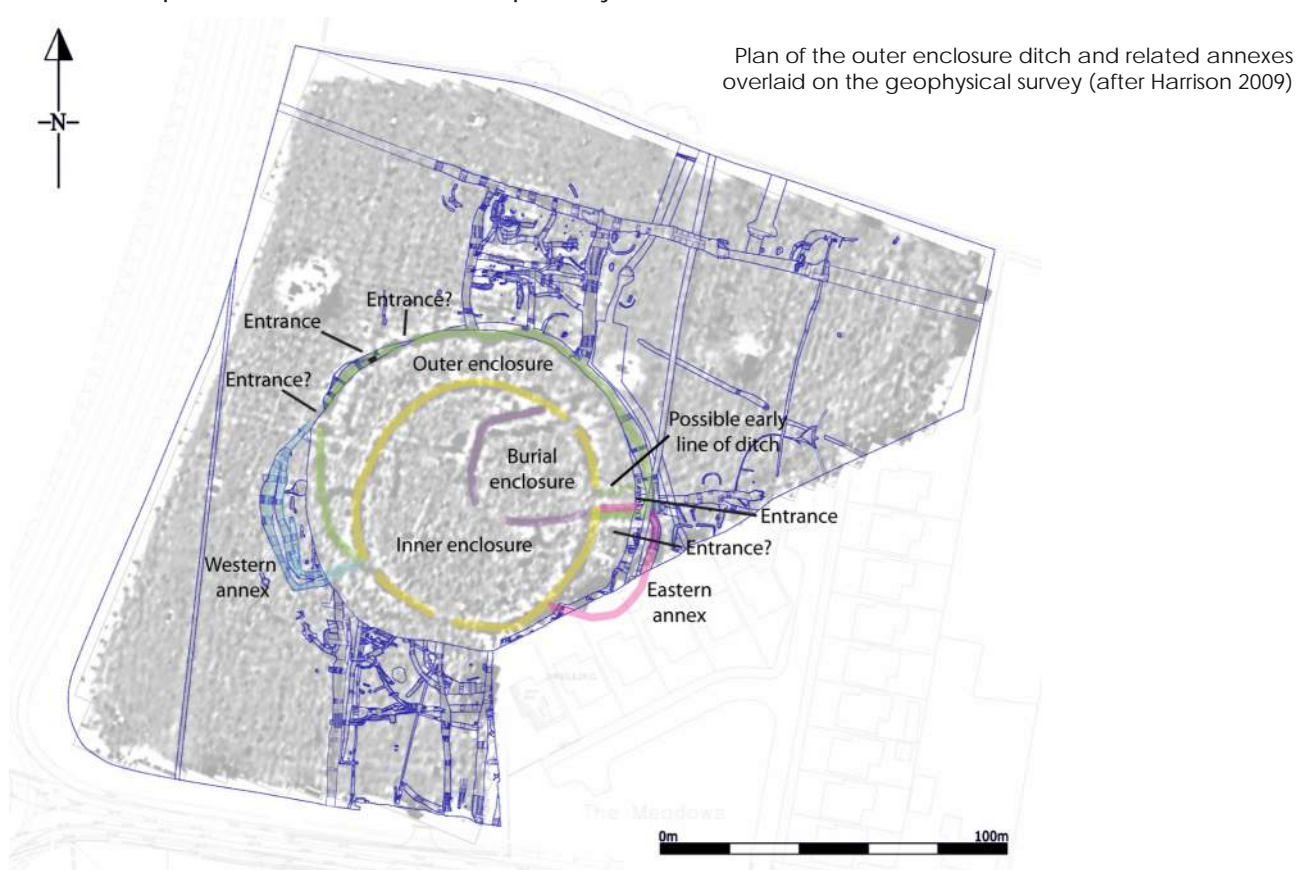 Plan of the outer enclosure ditch and related annexes
overlaid on the geophysical survey (after Harrison 2009)
N
Entrance?
Entrance
Outer enclosure
Entrance?
Possible early
line of ditch
Burial
enclosure
Entrance
Inner enclosure
Entrance?
Western
annex
Eastern
annex
The Meadows
0m
100m